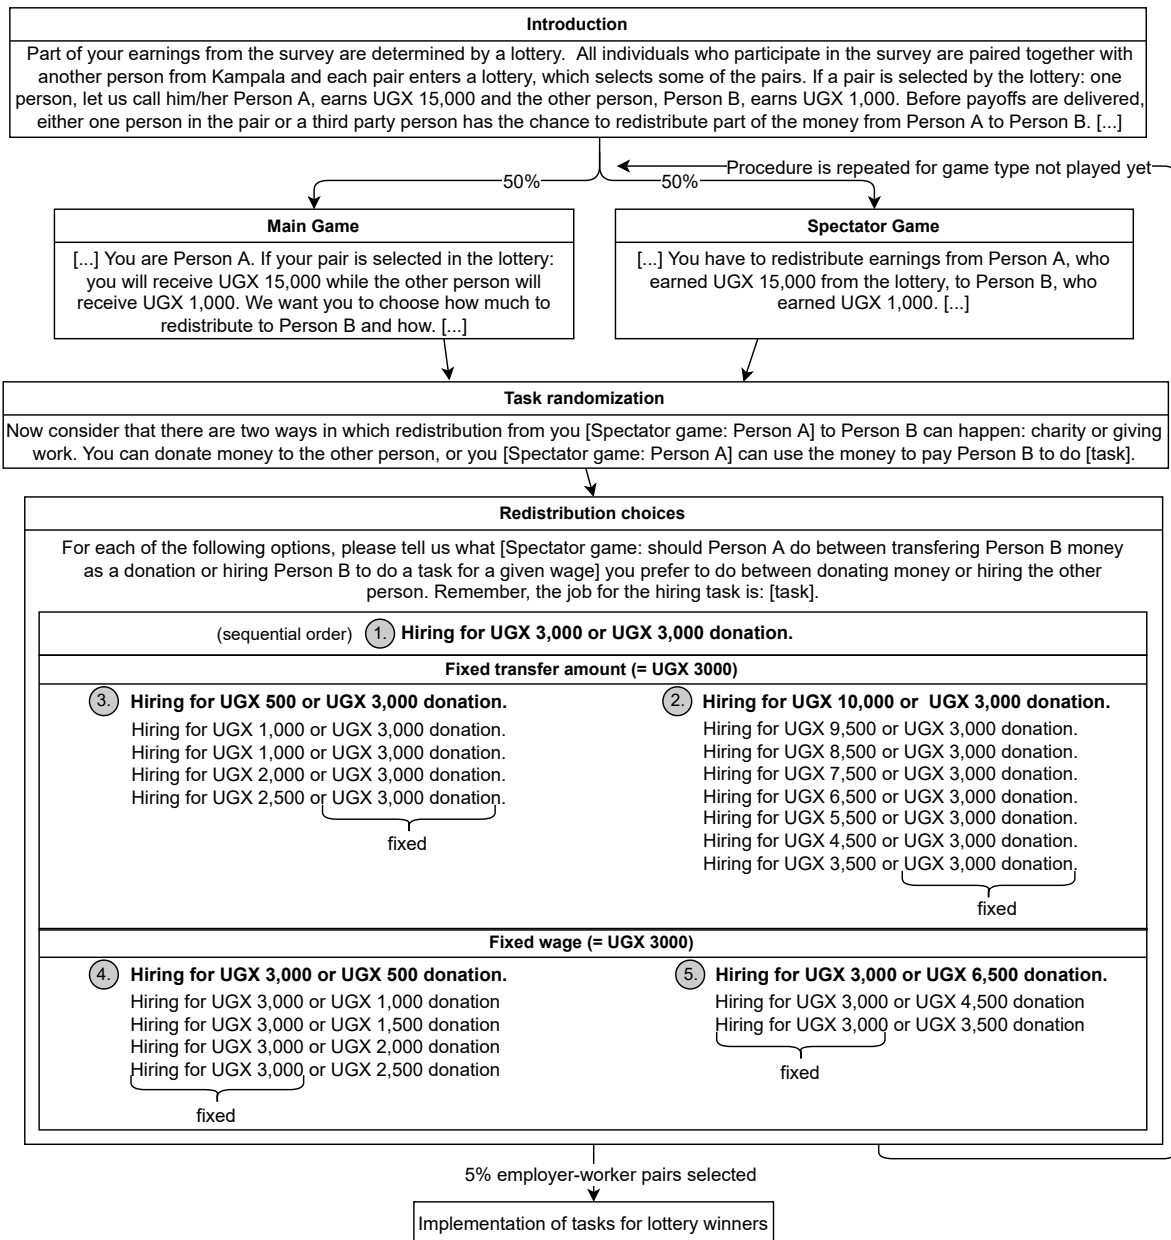 Introduction
Part of your earnings from the survey are determined by a lottery.  All individuals who participate in the survey are paired together with
another person from Kampala and each pair enters a lottery, which selects some of the pairs. If a pair is selected by the lottery: one
person, let us call him/her Person A, earns UGX 15,000 and the other person, Person B, earns UGX 1,000. Before payoffs are delivered,
either one person in the pair or a third party person has the chance to redistribute part of the money from Person A to Person B. [...]
Procedure is repeated for game type not played yet
50%
50%
Main Game
[...] You are Person A. If your pair is selected in the lottery:
you will receive UGX 15,000 while the other person will
receive UGX 1,000. We want you to choose how much to
redistribute to Person B and how. [...]
Spectator Game
[...] You have to redistribute earnings from Person A, who
earned UGX 15,000 from the lottery, to Person B, who
earned UGX 1,000. [...]
Task randomization
Now consider that there are two ways in which redistribution from you [Spectator game: Person A] to Person B can happen: charity or giving
work. You can donate money to the other person, or you [Spectator game: Person A] can use the money to pay Person B to do [task].
Redistribution choices
For each of the following options, please tell us what [Spectator game: should Person A do between transfering Person B money
as a donation or hiring Person B to do a task for a given wage] you prefer to do between donating money or hiring the other
person. Remember, the job for the hiring task is: [task].
(sequential order) 1. Hiring for UGX 3,000 or UGX 3,000 donation.
Fixed transfer amount (= UGX 3000)
3. Hiring for UGX 500 or UGX 3,000 donation.
Hiring for UGX 1,000 or UGX 3,000 donation.
Hiring for UGX 1,000 or UGX 3,000 donation.
Hiring for UGX 2,000 or UGX 3,000 donation.
Hiring for UGX 2,500 or UGX 3,000 donation.
fixed
2. Hiring for UGX 10,000 or  UGX 3,000 donation.
Hiring for UGX 9,500 or UGX 3,000 donation.
Hiring for UGX 8,500 or UGX 3,000 donation.
Hiring for UGX 7,500 or UGX 3,000 donation.
Hiring for UGX 6,500 or UGX 3,000 donation.
Hiring for UGX 5,500 or UGX 3,000 donation.
Hiring for UGX 4,500 or UGX 3,000 donation.
Hiring for UGX 3,500 or UGX 3,000 donation.
fixed
Fixed wage (= UGX 3000)
4. Hiring for UGX 3,000 or UGX 500 donation.
Hiring for UGX 3,000 or UGX 1,000 donation
Hiring for UGX 3,000 or UGX 1,500 donation
Hiring for UGX 3,000 or UGX 2,000 donation
Hiring for UGX 3,000 or UGX 2,500 donation
fixed
5. Hiring for UGX 3,000 or UGX 6,500 donation.
Hiring for UGX 3,000 or UGX 4,500 donation
Hiring for UGX 3,000 or UGX 3,500 donation
fixed
5% employer-worker pairs selected
Implementation of tasks for lottery winners